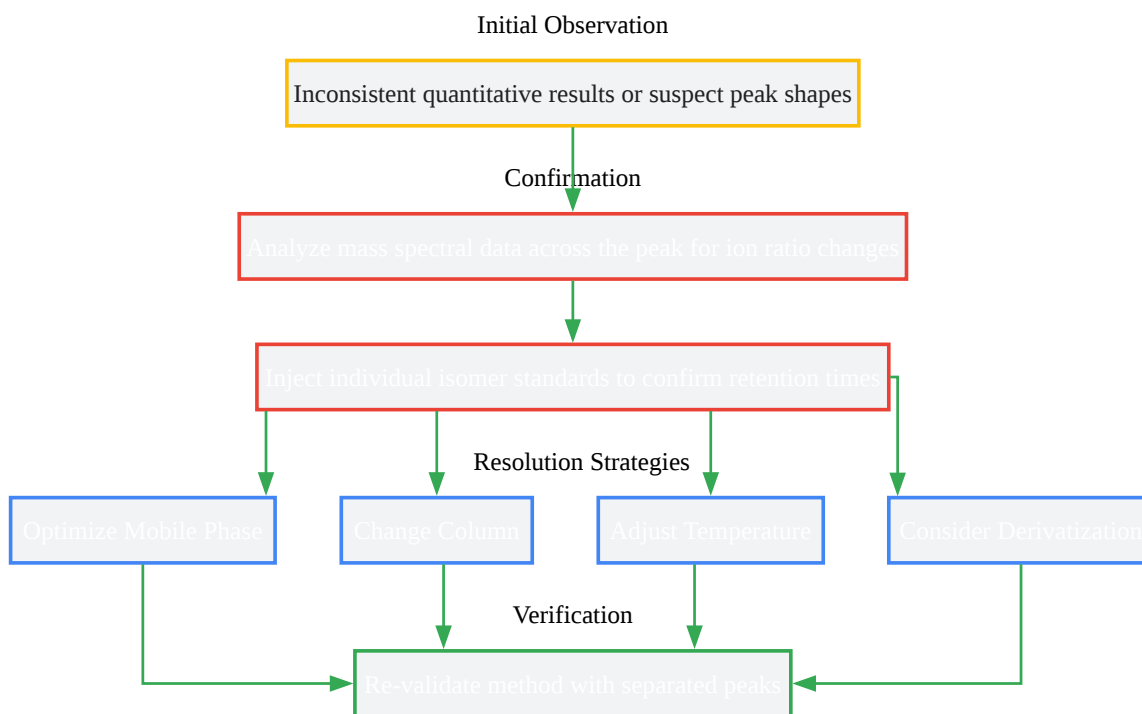 Initial Observation
Inconsistent quantitative results or suspect peak shapes
Confirmation
Analyze mass spectral data across the peak for ion ratio changes
Inject individual isomer standards to confirm retention times
Resolution Strategies
Optimize Mobile Phase
Change Column
Adjust Temperature
Consider Derivatization
Verification
Re-validate method with separated peaks